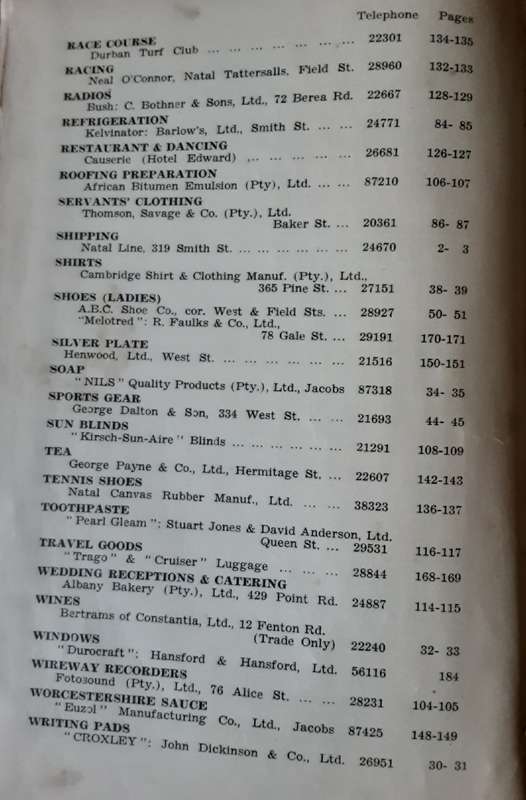 Telephone Pages
RACE COURSE
Durban Turf Club ... ... ... ... ... ... ... 22301 134-135
RACING
Neal O'Connor, Natal Tattersalls, Field St. 28960 132-133
RADIOS
Bush: C. Bothner & Sons, Ltd., 72 Berea Rd. 22667 128-129
REFRIGERATION
Kelvinator: Barlow's, Ltd., Smith St. ... ... 24771 84- 85
RESTAURANT & DANCING
Causerie (Hotel Edward) ... ... ... ... ... 26681 126-127
ROOFING PREPARATION
African Bitumen Emulsion (Pty), Ltd. ... ... 87210 106-107
SERVANTS' CLOTHING
Thomson, Savage & Co. (Pty.), Ltd.
Baker St. ... 20361 86- 87
SHIPPING
Natal Line, 319 Smith St. ... ... ... ... ... ... 24670 2- 3
SHIRTS
Cambridge Shirt & Clothing Manuf. (Pty.), Ltd.,
365 Pine St. ... 27151 38- 39
SHOES (LADIES)
A.B.C. Shoe Co., cor. West & Field Sts. ... 28927 50- 51
"Melotred": R. Faulks & Co., Ltd.,
78 Gale St. ... 29191 170-171
SILVER PLATE
Henwood, Ltd., West St. ... ... ... ... ... ... 21516 150-151
SOAP
"NILS" Quality Products (Pty.), Ltd., Jacobs 87318 34- 35
SPORTS GEAR
George Dalton & Son, 334 West St. ... ... 21693 44- 45
SUN BLINDS
"Kirsch-Sun-Aire" Blinds ... ... ... ... ... 21291 108-109
TEA
George Payne & Co., Ltd., Hermitage St. ... 22607 142-143
TENNIS SHOES
Natal Canvas Rubber Manuf., Ltd. ... ... 38323 136-137
TOOTHPASTE
"Pearl Gleam": Stuart Jones & David Anderson, Ltd.
Queen St. ... 29531 116-117
TRAVEL GOODS
"Trago" & "Cruiser" Luggage ... ... ... 28844 168-169
WEDDING RECEPTIONS & CATERING
Albany Bakery (Pty.), Ltd., 429 Point Rd. 24887 114-115
WINES
Bertrams of Constantia, Ltd., 12 Fenton Rd.
(Trade Only) 22240 32- 33
WINDOWS
"Durocraft": Hansford & Hansford, Ltd. 56116 184
WIREWAY RECORDERS
Fotosound (Pty.), Ltd., 76 Alice St. ... ... 28231 104-105
WORCESTERSHIRE SAUCE
"Euzol" Manufacturing Co., Ltd., Jacobs 87425 148-149
WRITING PADS
"CROXLEY": John Dickinson & Co., Ltd. 26951 30- 31